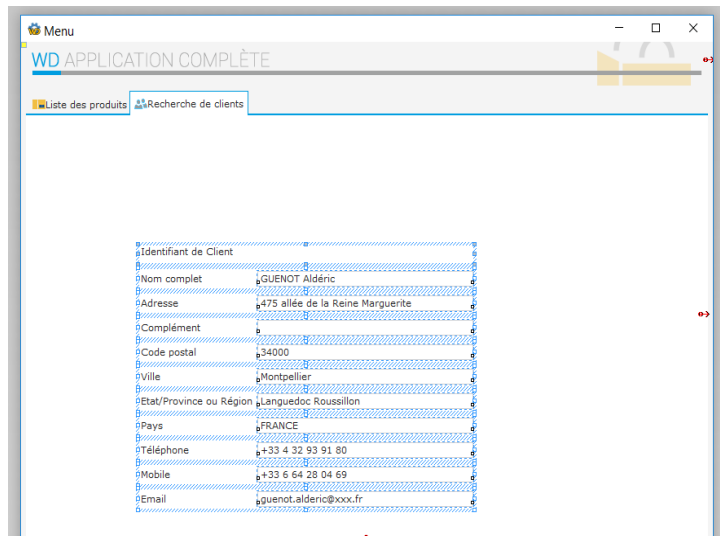 Menu
WD APPLICATION COMPLÈTE
Liste des produits Recherche de clients
Identifiant de Client
Nom complet GUENOT Aldéric
Adresse 475 allée de la Reine Marguerite
Complément
Code postal 34000
Ville Montpellier
Etat/Province ou Région Languedoc Roussillon
Pays FRANCE
Téléphone +33 4 32 93 91 80
Mobile +33 6 64 28 04 69
Email guenot.alderic@xxx.fr